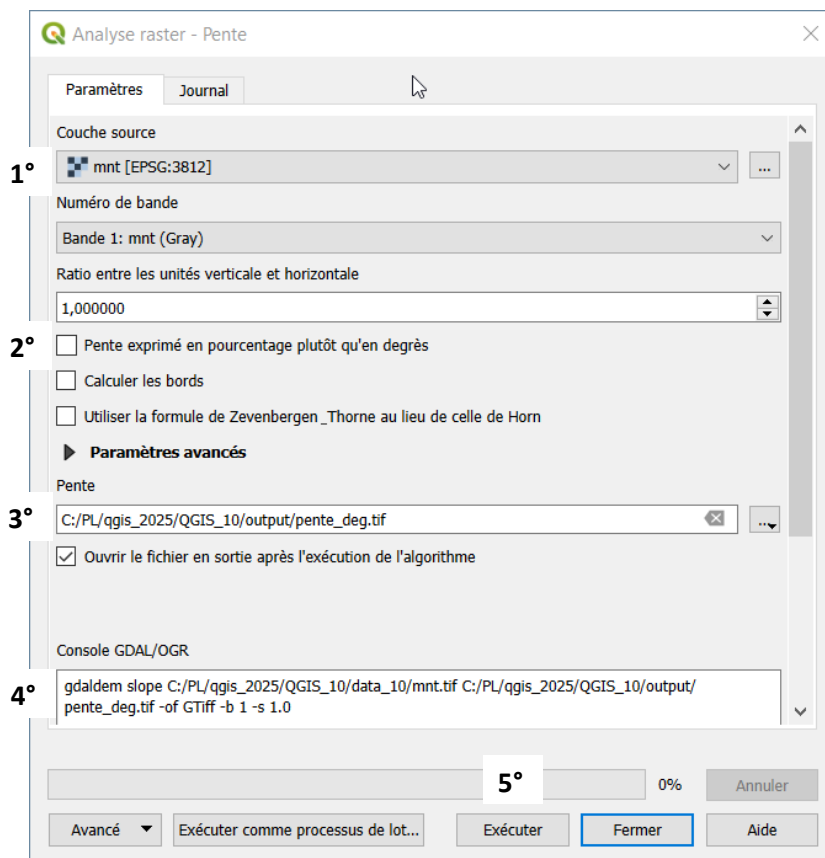 Analyse raster - Pente
Paramètres Journal
Couche source
1° mnt [EPSG:3812] ...
Numéro de bande
Bande 1: mnt (Gray)
Ratio entre les unités verticale et horizontale
1,000000
2° Pente exprimé en pourcentage plutôt qu'en degrès
Calculer les bords
Utiliser la formule de Zevenbergen_Thorne au lieu de celle de Horn
Paramètres avancés
Pente
3° C:/PL/qgis_2025/QGIS_10/output/pente_deg.tif ...
Ouvrir le fichier en sortie après l'exécution de l'algorithme
Console GDAL/OGR
4° gdaldem slope C:/PL/qgis_2025/QGIS_10/data_10/mnt.tif C:/PL/qgis_2025/QGIS_10/output/
pente_deg.tif -of GTiff -b 1 -s 1.0
5° 0% Annuler
Avancé Exécuter comme processus de lot... Exécuter Fermer Aide